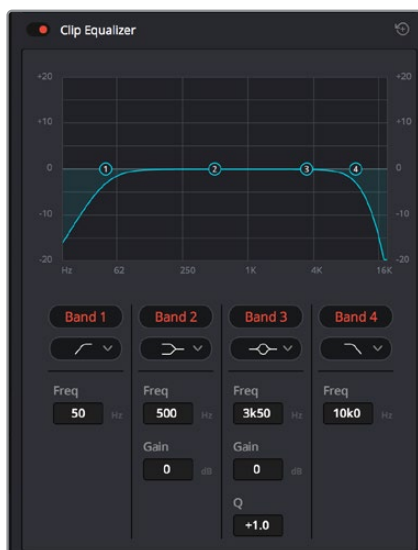 Clip Equalizer
+20 +20
+10 +10
0 1 2 3 4 0
-10 -10
-20 -20
Hz 62 250 1K 4K 16K
Band 1 Band 2 Band 3 Band 4
Freq Freq Freq Freq
50 Hz 500 Hz 3k50 Hz 10k0 Hz
Gain Gain
0 dB 0 dB
Q
+1.0